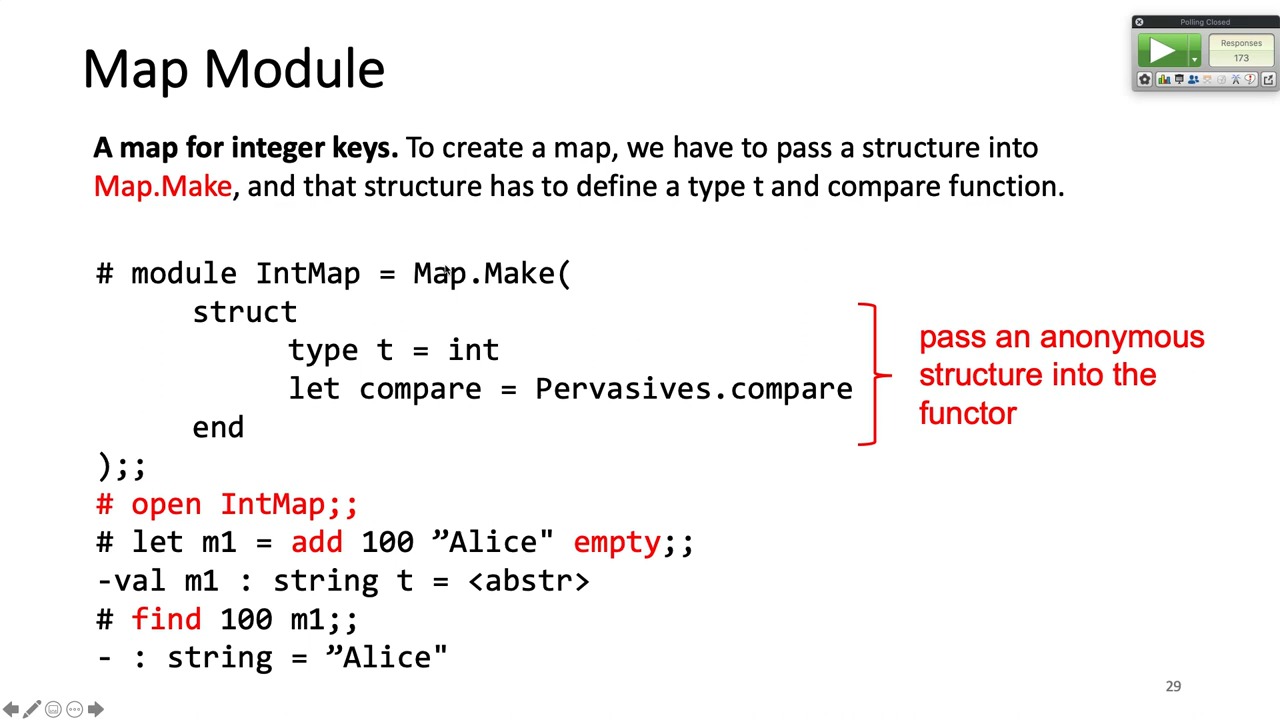 Polling Closed
Responses
173
Map Module
A map for integer keys. To create a map, we have to pass a structure into
Map.Make, and that structure has to define a type t and compare function.
# module IntMap = Map.Make(
struct
type t = int
let compare = Pervasives.compare
end
);;
pass an anonymous
structure into the
functor
# open IntMap;;
# let m1 = add 100 ”Alice" empty;;
-val m1 : string t = <abstr>
# find 100 m1;;
- : string = ”Alice"
29